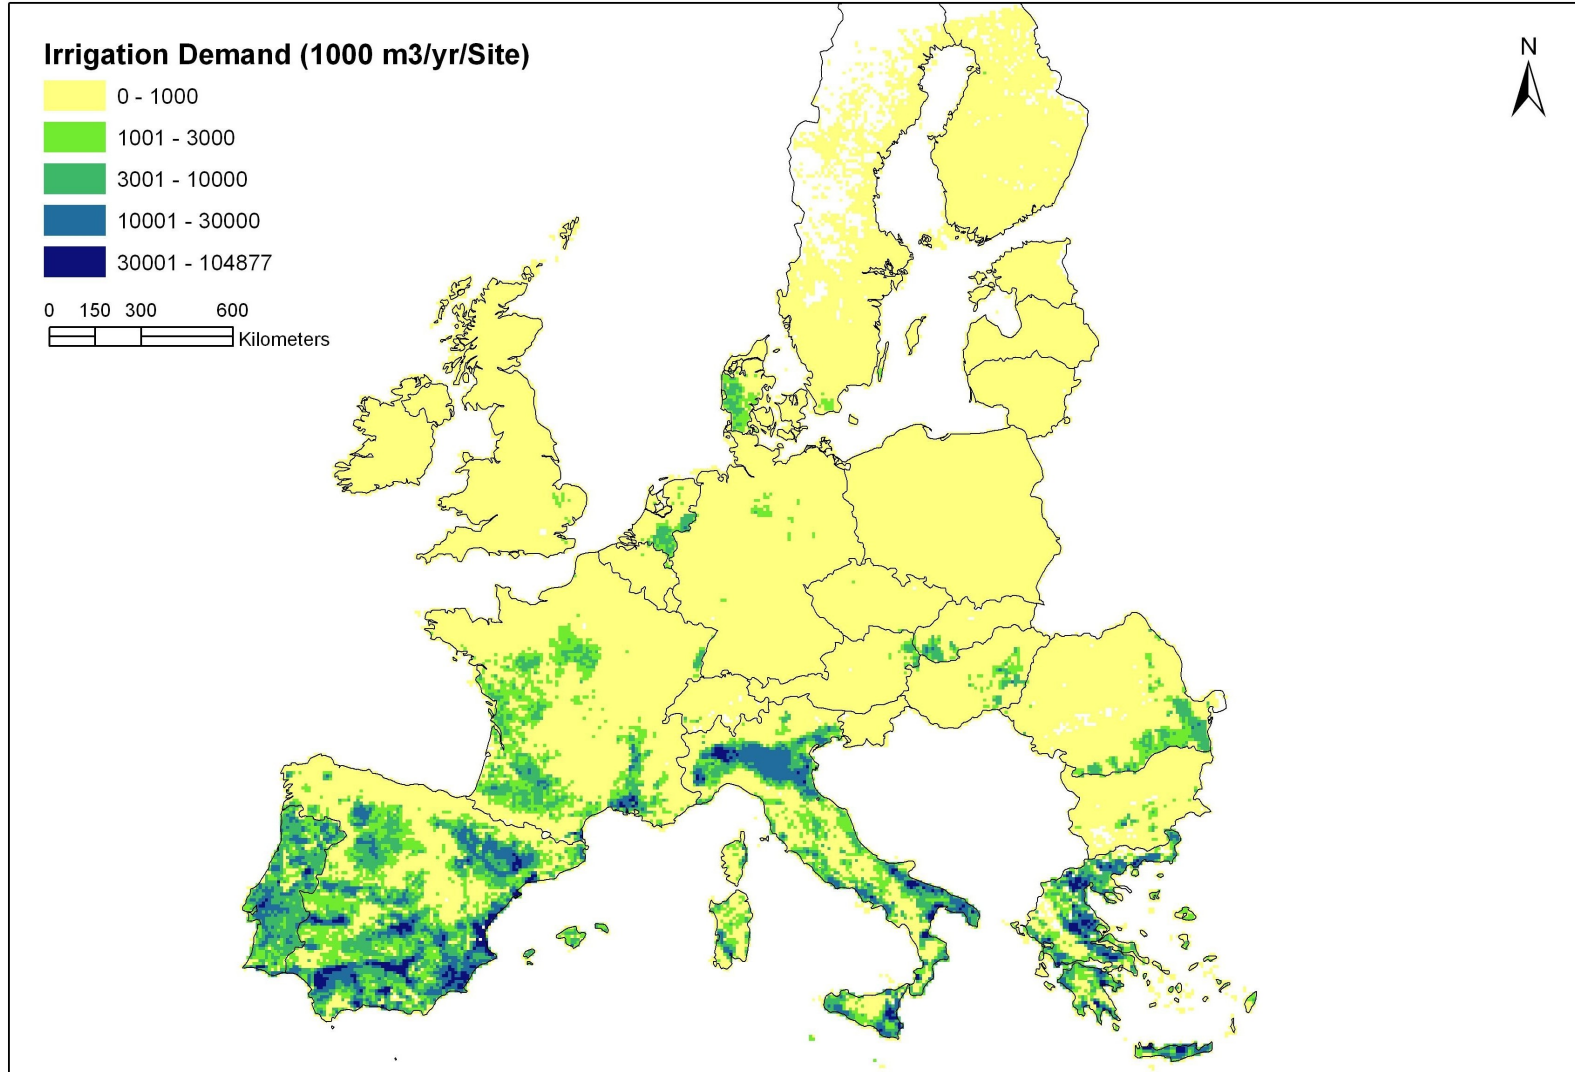 Irrigation Demand (1000 m3/yr/Site)
0 - 1000
1001 - 3000
3001 - 10000
10001 - 30000
30001 - 104877
0 150 300 600
Kilometers
N